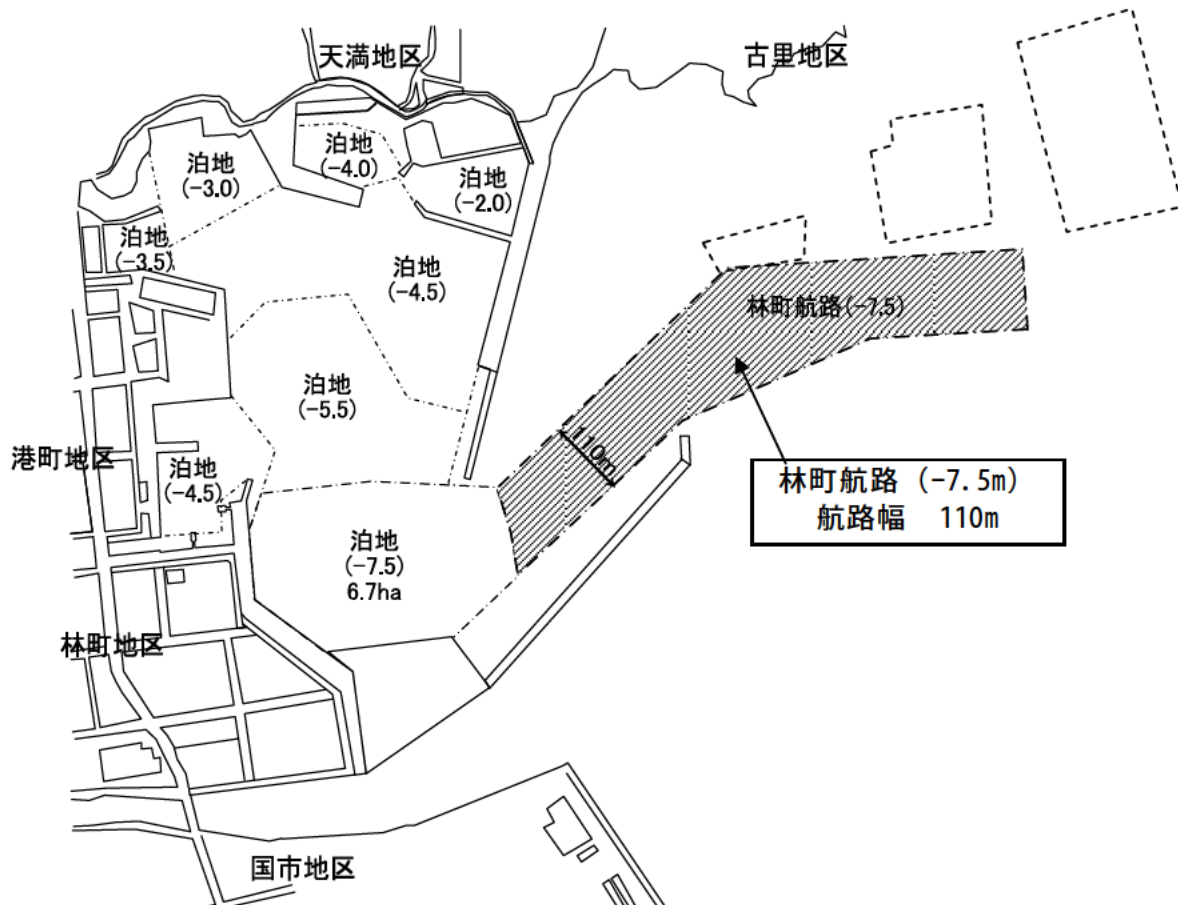 天満地区
古里地区
泊地
(-4.0)
泊地
(-3.0)
泊地
(-2.0)
泊地
(-3.5)
泊地
(-4.5)
林町航路(-7.5)
泊地
(-5.5)
110m
港町地区
泊地
(-4.5)
林町航路 (-7.5m)
航路幅 110m
泊地
(-7.5)
6.7ha
林町地区
国市地区